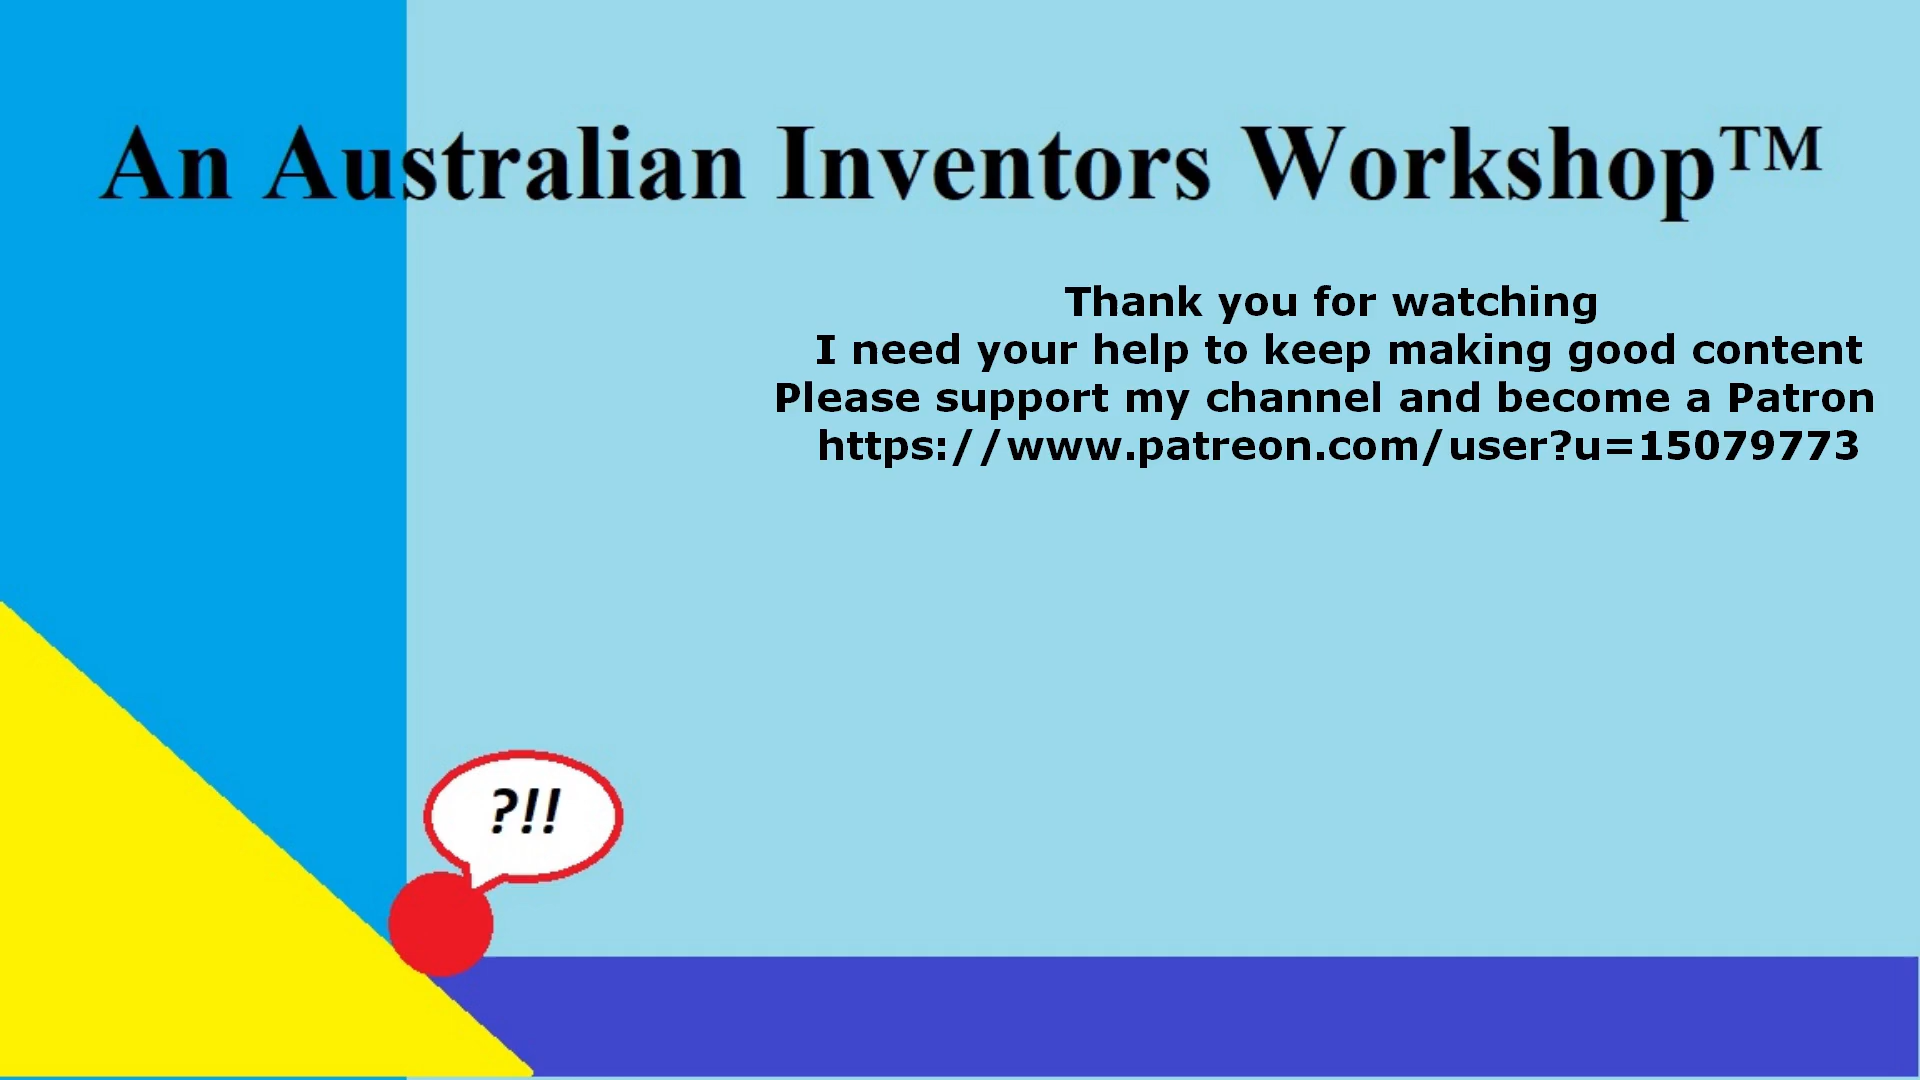 An Australian Inventors Workshop™
Thank you for watching
I need your help to keep making good content
Please support my channel and become a Patron
https://www.patreon.com/user?u=15079773
?!!